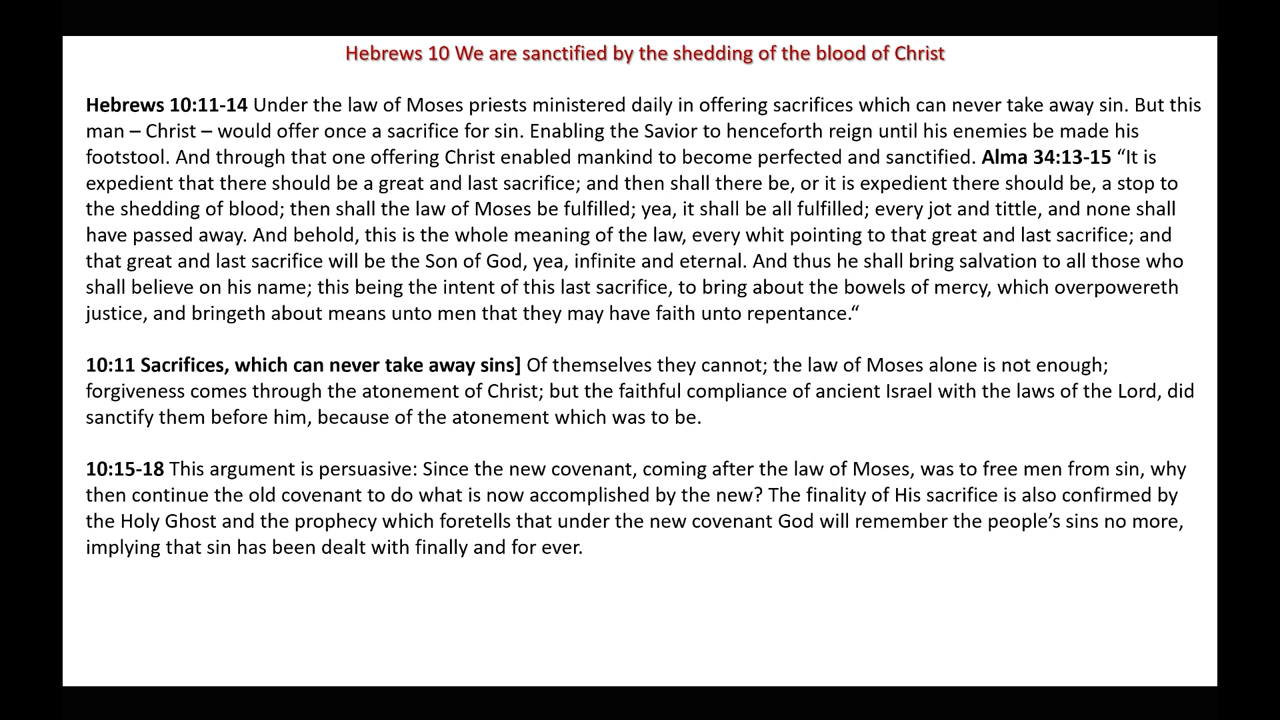 Hebrews 10 We are sanctified by the shedding of the blood of Christ
Hebrews 10:11-14 Under the law of Moses priests ministered daily in offering sacrifices which can never take away sin. But this
man – Christ – would offer once a sacrifice for sin. Enabling the Savior to henceforth reign until his enemies be made his
footstool. And through that one offering Christ enabled mankind to become perfected and sanctified. Alma 34:13-15 “It is
expedient that there should be a great and last sacrifice; and then shall there be, or it is expedient there should be, a stop to
the shedding of blood; then shall the law of Moses be fulfilled; yea, it shall be all fulfilled; every jot and tittle, and none shall
have passed away. And behold, this is the whole meaning of the law, every whit pointing to that great and last sacrifice; and
that great and last sacrifice will be the Son of God, yea, infinite and eternal. And thus he shall bring salvation to all those who
shall believe on his name; this being the intent of this last sacrifice, to bring about the bowels of mercy, which overpowereth
justice, and bringeth about means unto men that they may have faith unto repentance.“
10:11 Sacrifices, which can never take away sins] Of themselves they cannot; the law of Moses alone is not enough;
forgiveness comes through the atonement of Christ; but the faithful compliance of ancient Israel with the laws of the Lord, did
sanctify them before him, because of the atonement which was to be.
10:15-18 This argument is persuasive: Since the new covenant, coming after the law of Moses, was to free men from sin, why
then continue the old covenant to do what is now accomplished by the new? The finality of His sacrifice is also confirmed by
the Holy Ghost and the prophecy which foretells that under the new covenant God will remember the people’s sins no more,
implying that sin has been dealt with finally and for ever.